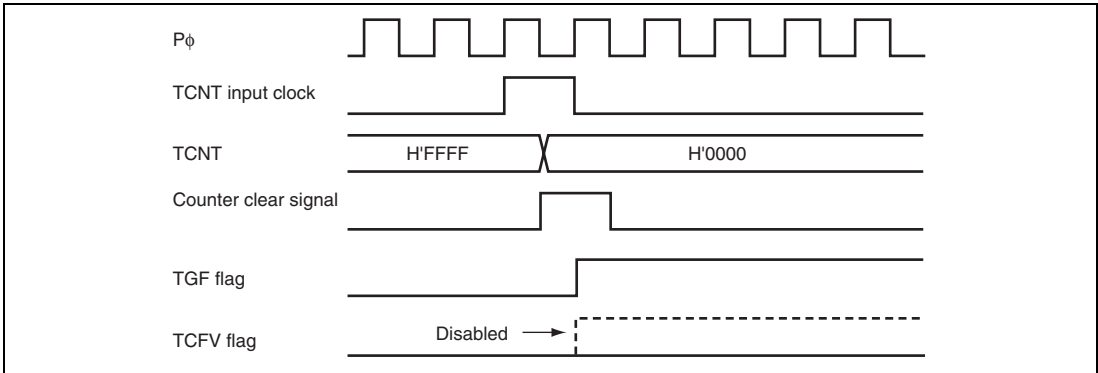 Pϕ
TCNT input clock
TCNT
H'FFFF
H'0000
Counter clear signal
TGF flag
TCFV flag
Disabled